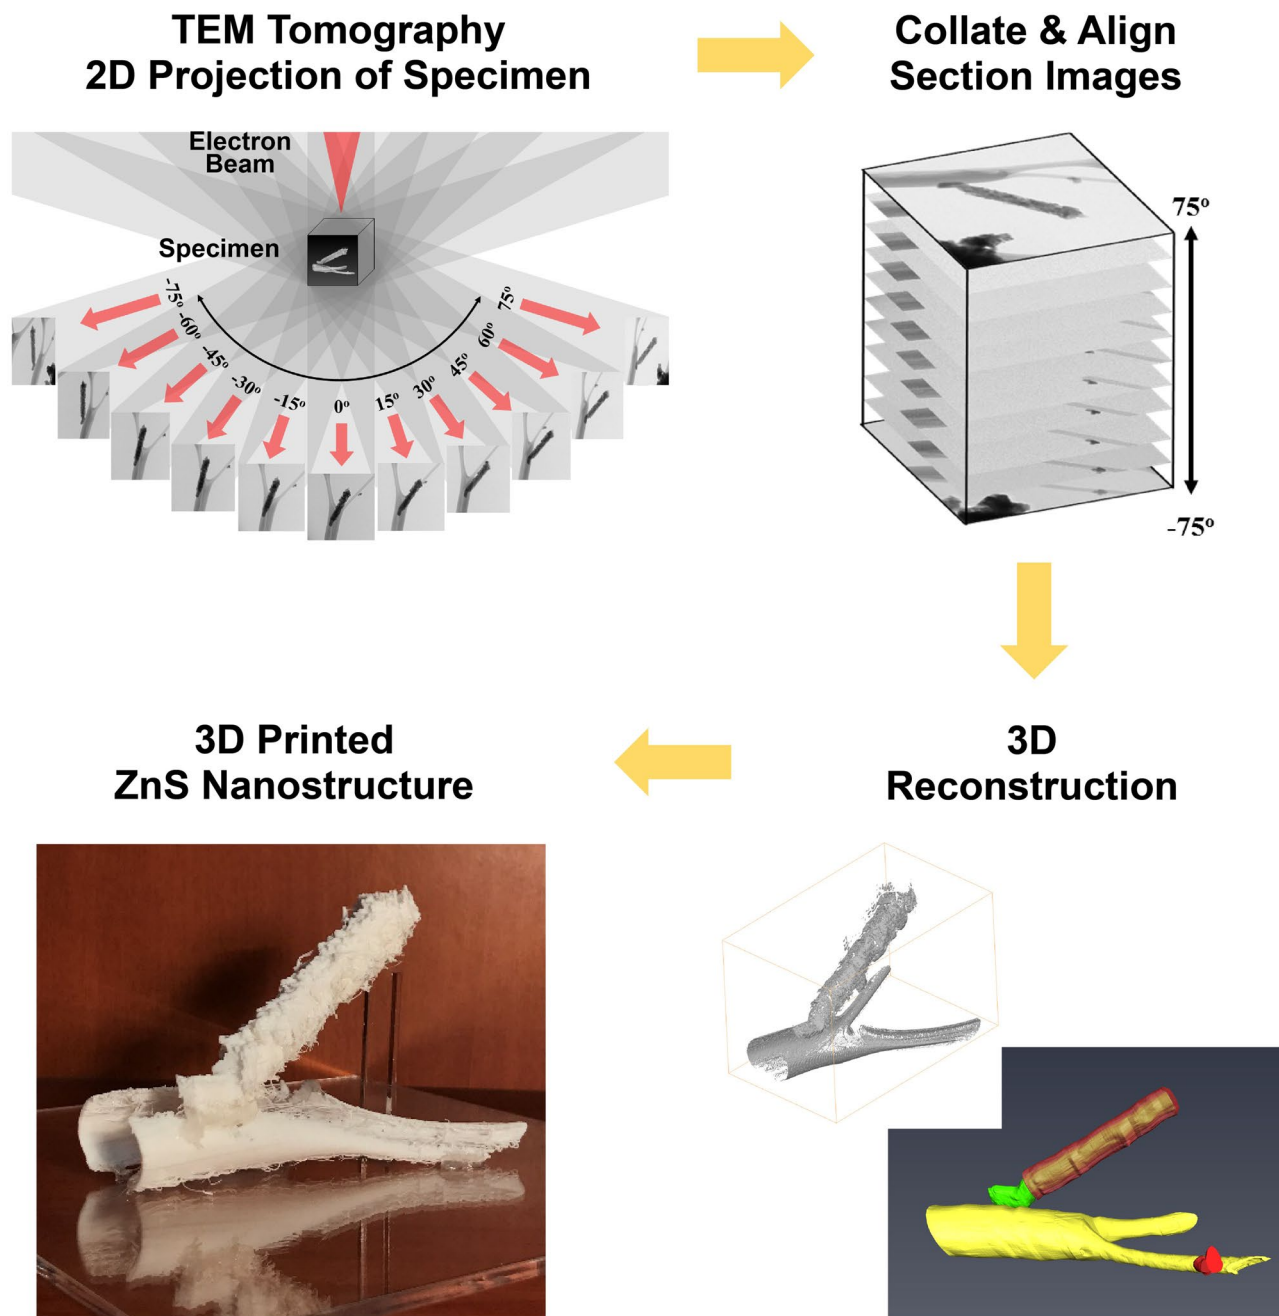 TEM Tomography
2D Projection of Specimen
Collate & Align
Section Images
Electron
Beam
Specimen
-75º
-60º
-45º
-30º
-15º
0º
15º
30º
45º
60º
75º
75º
-75º
3D
Reconstruction
3D Printed
ZnS Nanostructure